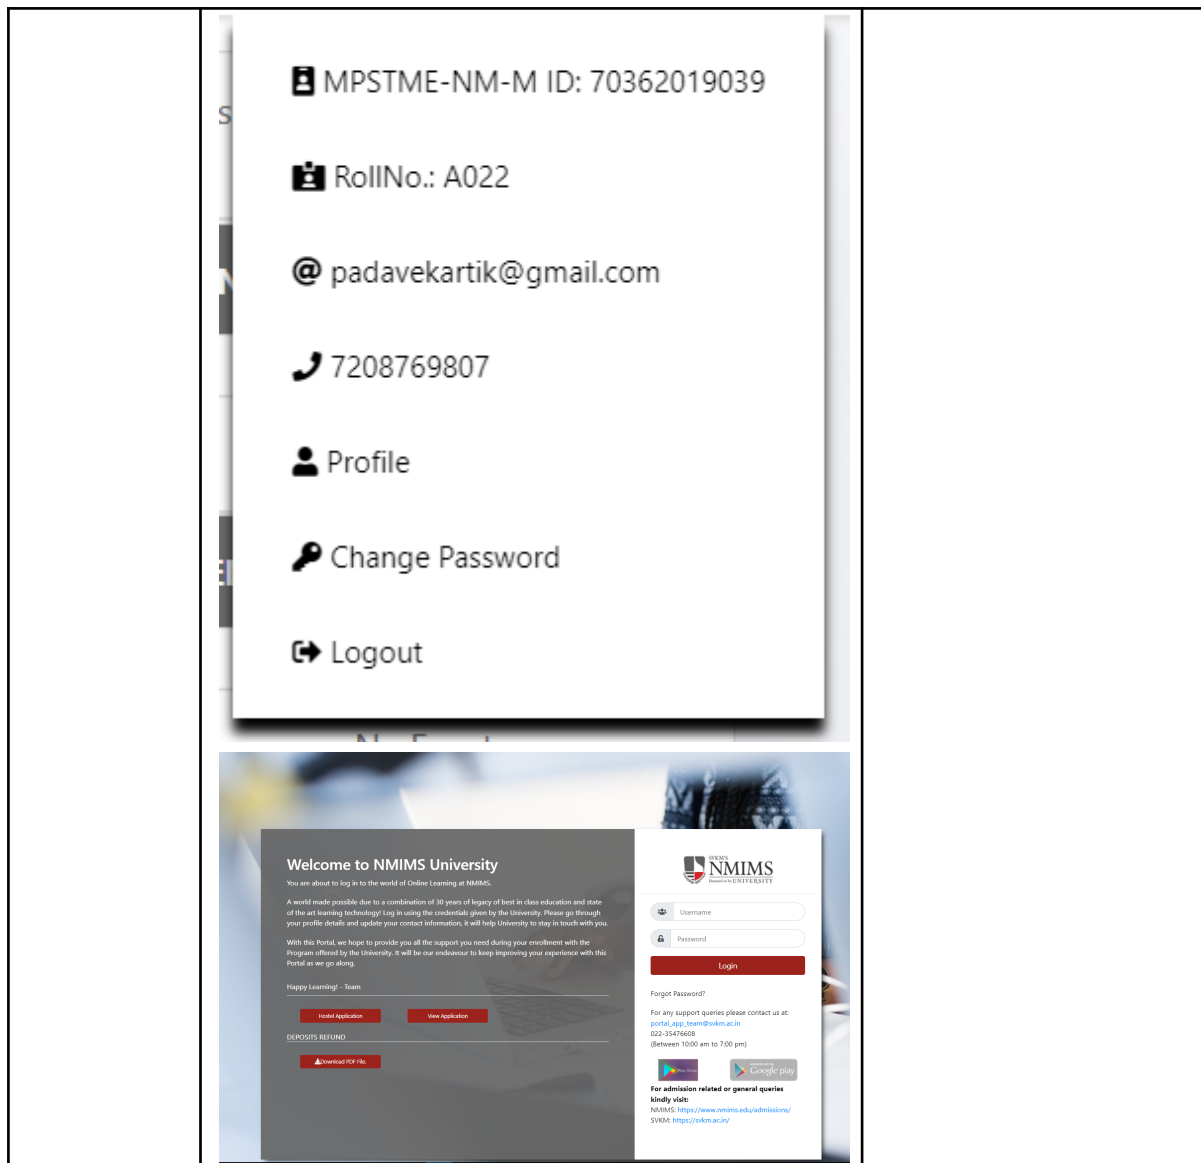 MPSTME-NM-M ID: 70362019039
RollNo.: A022
@ padavekartik@gmail.com
7208769807
Profile
Change Password
Logout
Welcome to NMIMS University
You are about to log in to the world of Online Learning at NMIMS.
A world made possible due to a combination of 30 years of legacy of best in class education and state
of the art learning technology! Log in using the credentials given by the University. Please go through
your profile details and update your contact information, it will help University to stay in touch with you.
With this Portal, we hope to provide you all the support you need during your enrollment with the
Program offered by the University. It will be our endeavour to keep improving your experience with this
Portal as we go along.
Happy Learning! - Team
Hostel Application
View Application
DEPOSITS REFUND
Download PDF File.
SVKM'S
NMIMS
Deemed to be UNIVERSITY
Username
Password
Login
Forgot Password?
For any support queries please contact us at:
portal_app_team@svkm.ac.in
022-35476608
(Between 10:00 am to 7:00 pm)
Google play
For admission related or general queries
kindly visit:
NMIMS: https://www.nmims.edu/admissions/
SVKM: https://svkm.ac.in/